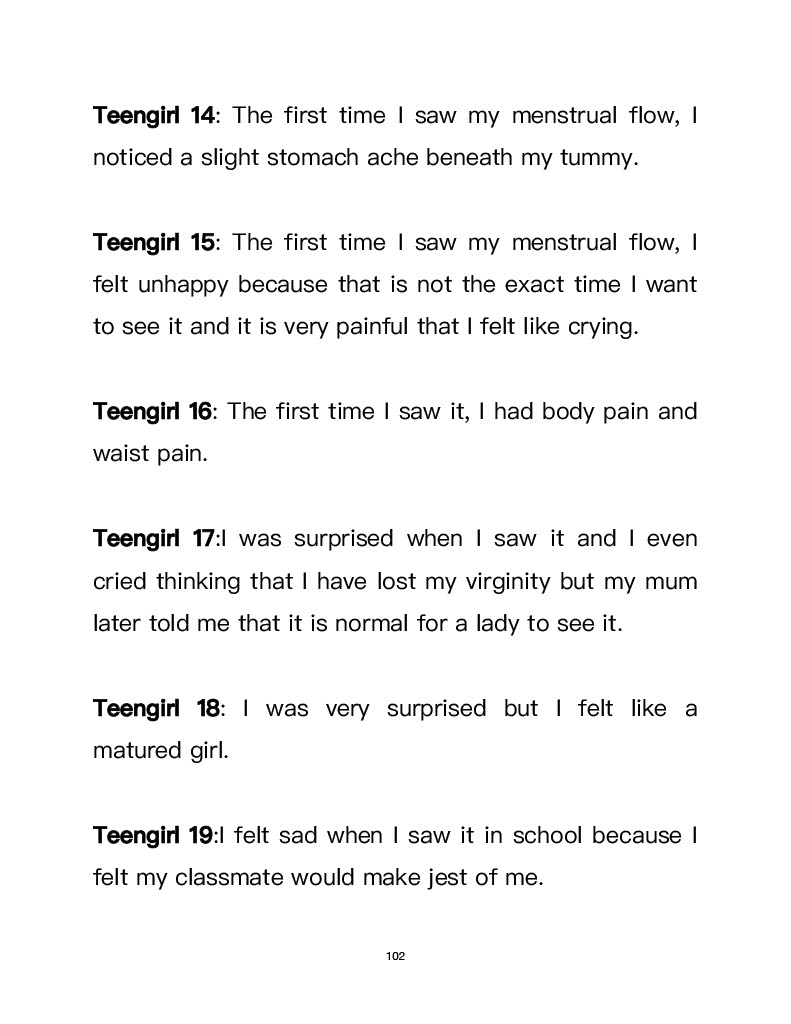 Teengirl 14: The first time I saw my menstrual flow, I
noticed a slight stomach ache beneath my tummy.
Teengirl 15: The first time I saw my menstrual flow, I
felt unhappy because that is not the exact time I want
to see it and it is very painful that I felt like crying.
Teengirl 16: The first time I saw it, I had body pain and
waist pain.
Teengirl 17:I was surprised when I saw it and I even
cried thinking that I have lost my virginity but my mum
later told me that it is normal for a lady to see it.
Teengirl 18: I was very surprised but I felt like a
matured girl.
Teengirl 19:I felt sad when I saw it in school because I
felt my classmate would make jest of me.
102